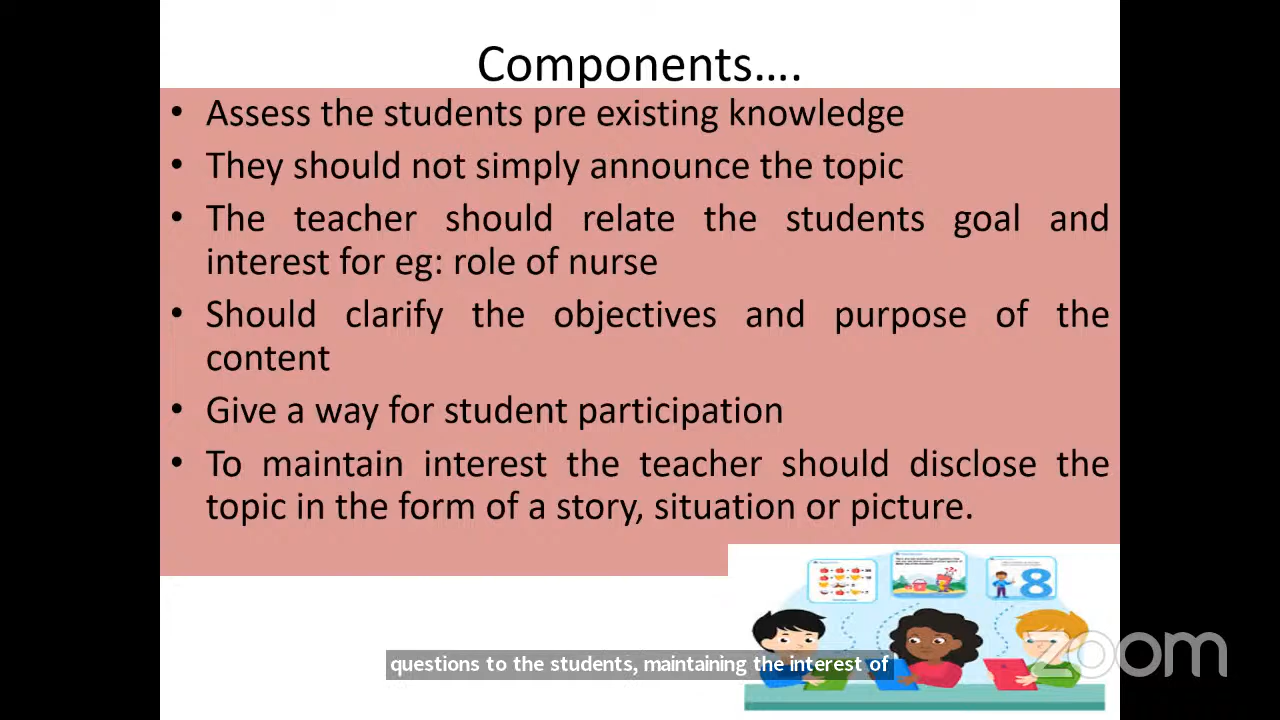 Components….
• Assess the students pre existing knowledge
• They should not simply announce the topic
• The teacher should relate the students goal and
interest for eg: role of nurse
• Should clarify the objectives and purpose of the
content
• Give a way for student participation
• To maintain interest the teacher should disclose the
topic in the form of a story, situation or picture.
8
zoom
questions to the students, maintaining the interest of